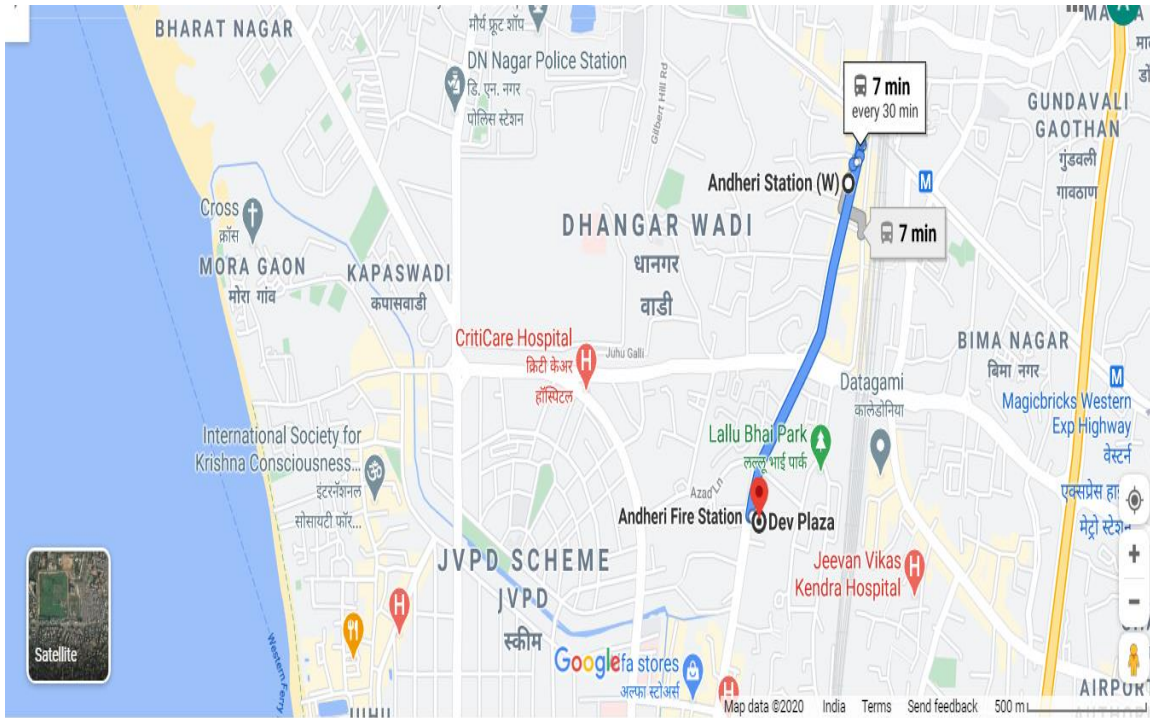 BHARAT NAGAR
मौर्य फ्रूट शॉप
DN Nagar Police Station
डि. एन. नगर
पोलिस स्टेशन
Gilbert Hill Rd
7 min
every 30 min
GUNDAVALI
GAOTHAN
गुंडवली
गावठाण
Andheri Station (W)
M
7 min
Cross
क्रॉस
DHANGAR WADI
धानगर
वाडी
MORA GAON
मोरा गांव
KAPASWADI
कपासवाडी
CritiCare Hospital
क्रिटी केअर
हॉस्पिटल
H
Juhu Galli
BIMA NAGAR
बिमा नगर
M
Magicbricks Western
Exp Highway
वेस्टर्न
एक्सप्रेस
मेट्रो
Datagami
कालेडोनिया
Lallu Bhai Park
लल्लू भाई पार्क
International Society for
Krishna Consciousness...
इंटरनॅशनल
सोसायटी फॉर...
Azad Ln
Andheri Fire Station
Dev Plaza
JVPD SCHEME
JVPD
स्कीम
Jeevan Vikas
Kendra Hospital
H
H
Satellite
Western Ferry
Google
fa stores
अल्फा स्टोअर्स
H
AIRPORT
Map data ©2020 India Terms Send feedback 500 m